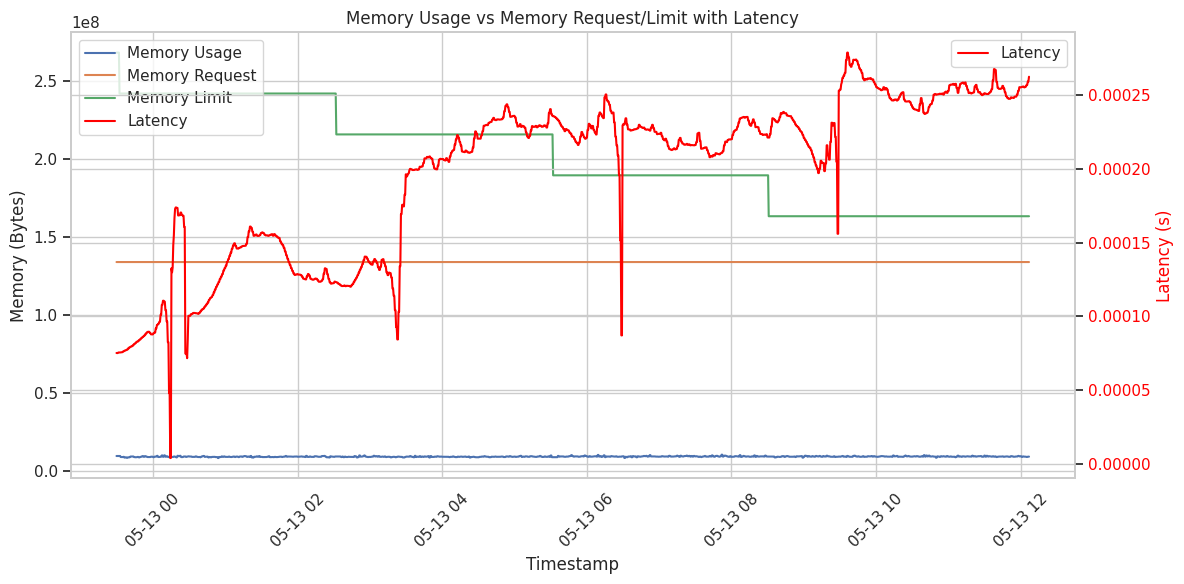 Memory Usage vs Memory Request/Limit with Latency
1e8
Memory Usage
Memory Request
Memory Limit
Latency
Latency
2.5
2.0
1.5
1.0
0.5
0.0
Memory (Bytes)
0.00025
0.00020
0.00015
0.00010
0.00005
0.00000
Latency (s)
05-13 00
05-13 02
05-13 04
05-13 06
05-13 08
05-13 10
05-13 12
Timestamp